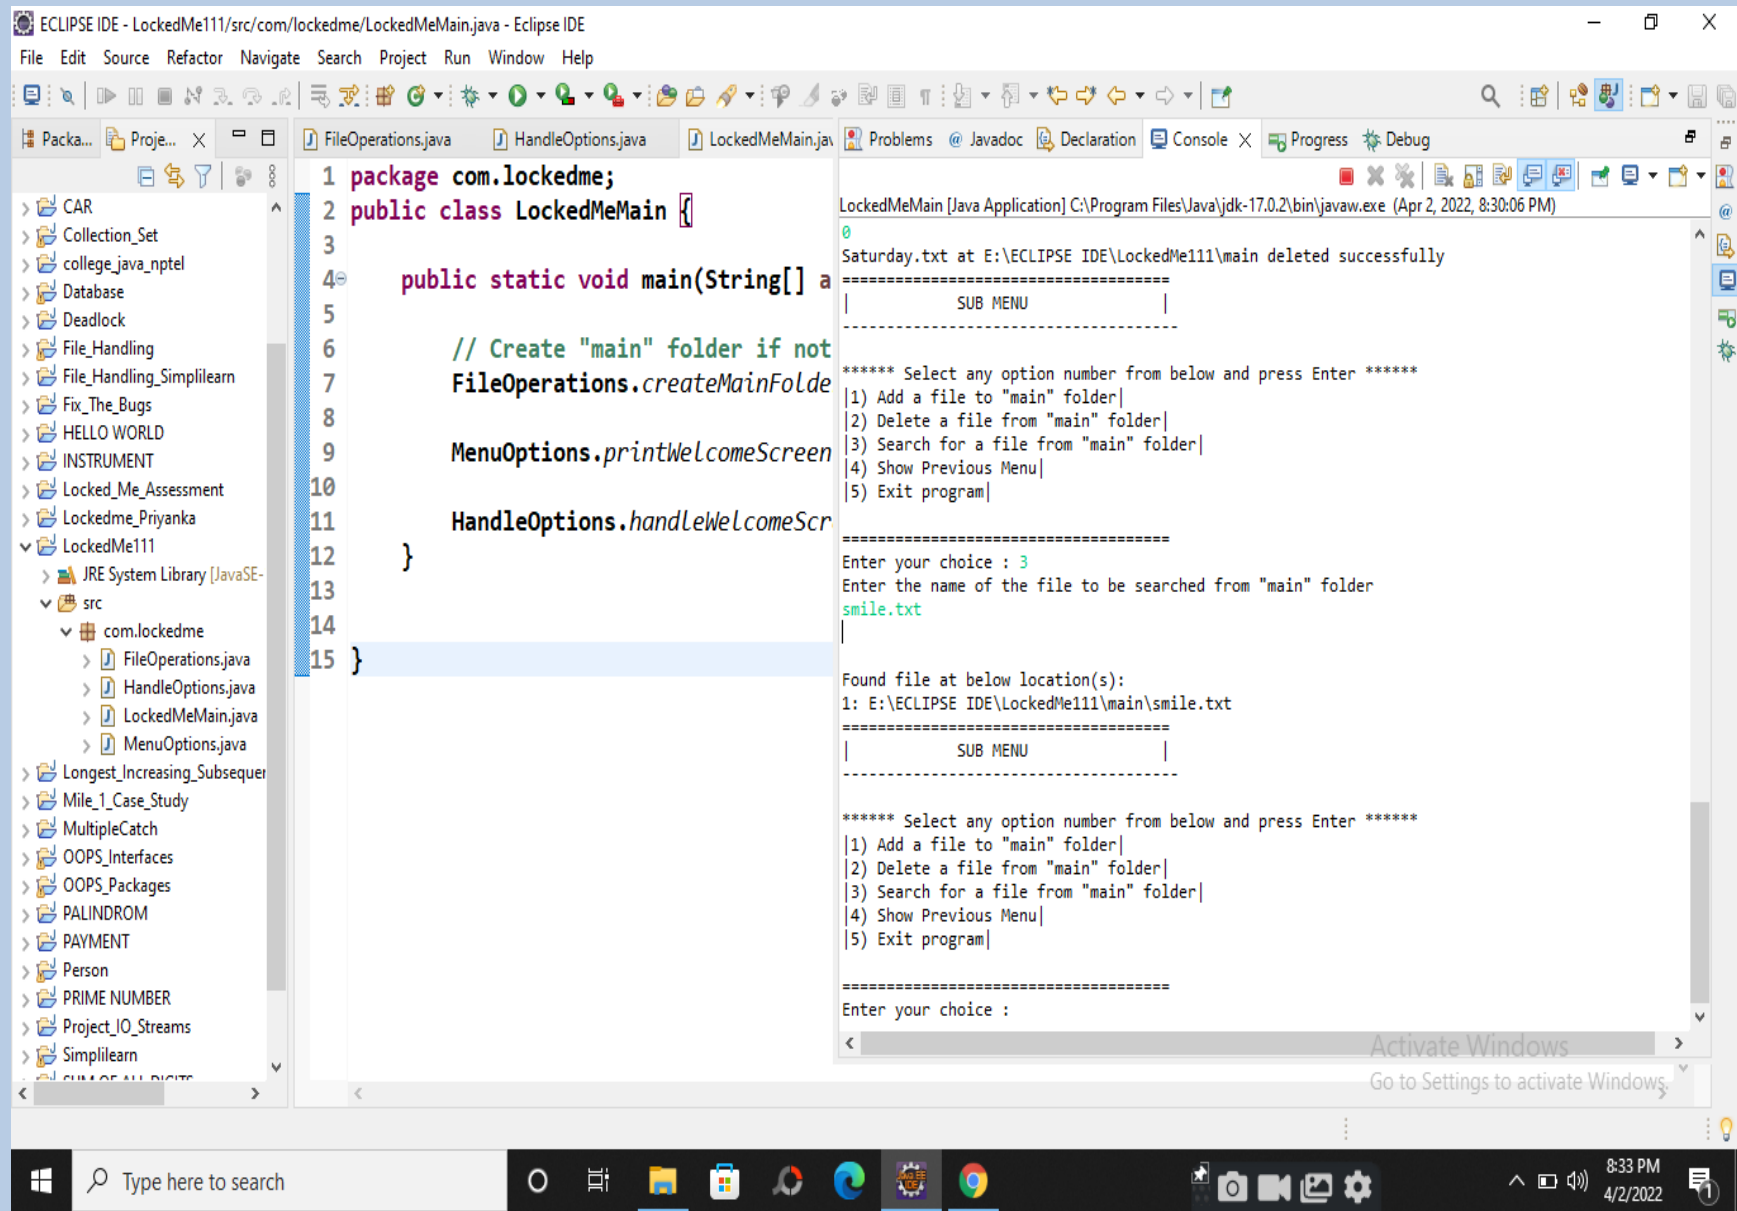 ECLIPSE IDE - LockedMe111/src/com/lockedme/LockedMeMain.java - Eclipse IDE
File Edit Source Refactor Navigate Search Project Run Window Help
Packa... Proje...
CAR
Collection_Set
college_java_nptel
Database
Deadlock
File_Handling
File_Handling_Simplilearn
Fix_The_Bugs
HELLO WORLD
INSTRUMENT
Locked_Me_Assessment
Lockedme_Priyanka
LockedMe111
JRE System Library [JavaSE-
src
com.lockedme
FileOperations.java
HandleOptions.java
LockedMeMain.java
MenuOptions.java
Longest_Increasing_Subsequer
Mile_1_Case_Study
MultipleCatch
OOPS_Interfaces
OOPS_Packages
PALINDROM
PAYMENT
Person
PRIME NUMBER
Project_IO_Streams
Simplilearn
FileOperations.java HandleOptions.java LockedMeMain.jav
1 package com.lockedme;
2 public class LockedMeMain {
3
4 public static void main(String[] a
5
6 // Create "main" folder if not
7 FileOperations.createMainFolde
8
9 MenuOptions.printWelcomeScreen
10
11 HandleOptions.handleWelcomeScr
12 }
13
14
15 }
Problems Javadoc Declaration Console Progress Debug
LockedMeMain [Java Application] C:\Program Files\Java\jdk-17.0.2\bin\javaw.exe (Apr 2, 2022, 8:30:06 PM)
0
Saturday.txt at E:\ECLIPSE IDE\LockedMe111\main deleted successfully
=====================================
| SUB MENU |
--------------------------------------
****** Select any option number from below and press Enter ******
|1) Add a file to "main" folder|
|2) Delete a file from "main" folder|
|3) Search for a file from "main" folder|
|4) Show Previous Menu|
|5) Exit program|
=====================================
Enter your choice : 3
Enter the name of the file to be searched from "main" folder
smile.txt
Found file at below location(s):
1: E:\ECLIPSE IDE\LockedMe111\main\smile.txt
=====================================
| SUB MENU |
--------------------------------------
****** Select any option number from below and press Enter ******
|1) Add a file to "main" folder|
|2) Delete a file from "main" folder|
|3) Search for a file from "main" folder|
|4) Show Previous Menu|
|5) Exit program|
=====================================
Enter your choice :
Activate Windows
Go to Settings to activate Windows.
Type here to search
8:33 PM
4/2/2022
1